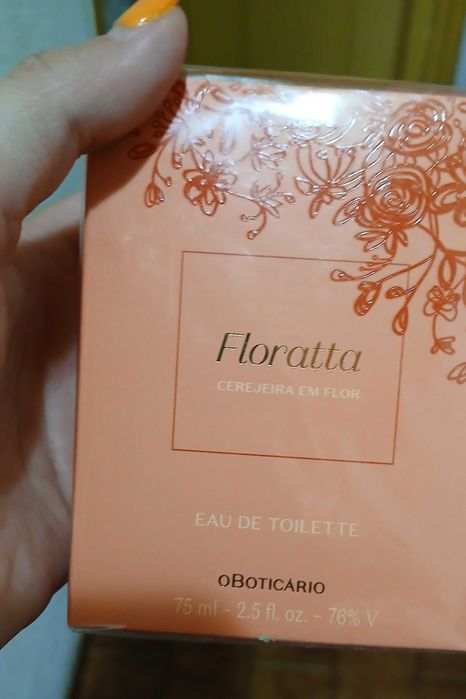 Floratta
CEREJEIRA EM FLOR
EAU DE TOILETTE
oBOTICÁRIO
75 ml - 2.5 fl. oz. - 76% V